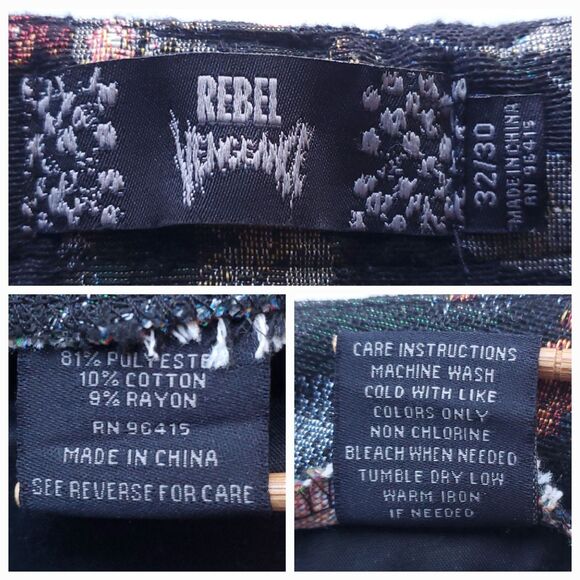 REBEL
VENGEANCE
32/30
MADE IN CHINA
RN 96415
81% POLYESTER
10% COTTON
9% RAYON
RN 96415
MADE IN CHINA
SEE REVERSE FOR CARE
CARE INSTRUCTIONS
MACHINE WASH
COLD WITH LIKE
COLORS ONLY
NON CHLORINE
BLEACH WHEN NEEDED
TUMBLE DRY LOW
WARM IRON
IF NEEDED